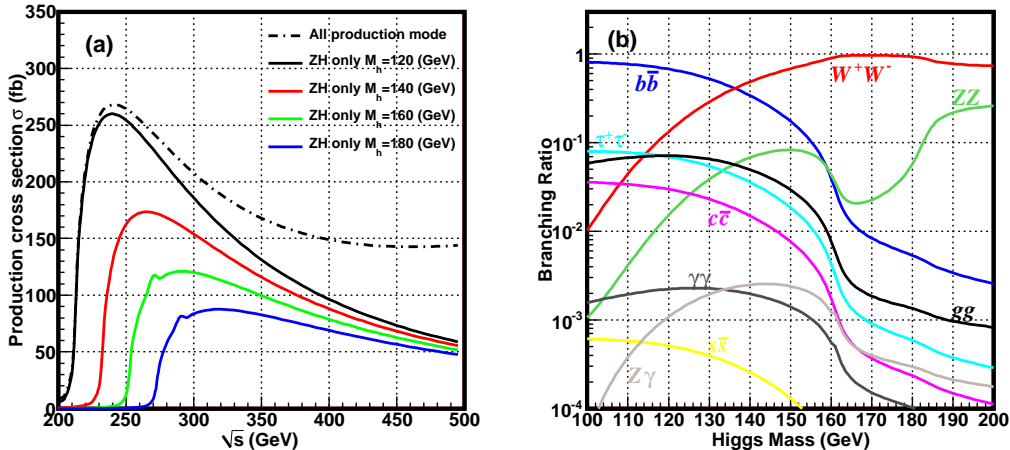 (a)
All production mode
ZH only M_h=120 (GeV)
ZH only M_h=140 (GeV)
ZH only M_h=160 (GeV)
ZH only M_h=180 (GeV)
Production cross section σ (fb)
350
300
250
200
150
100
50
0
200 250 300 350 400 450 500
√s (GeV)
(b)
Branching Ratio
1
10^-1
10^-2
10^-3
10^-4
bb̅
W^+W^-
ZZ
τ^+τ^-
cc̅
γγ
gg
ss̅
Zγ
100 110 120 130 140 150 160 170 180 190 200
Higgs Mass (GeV)